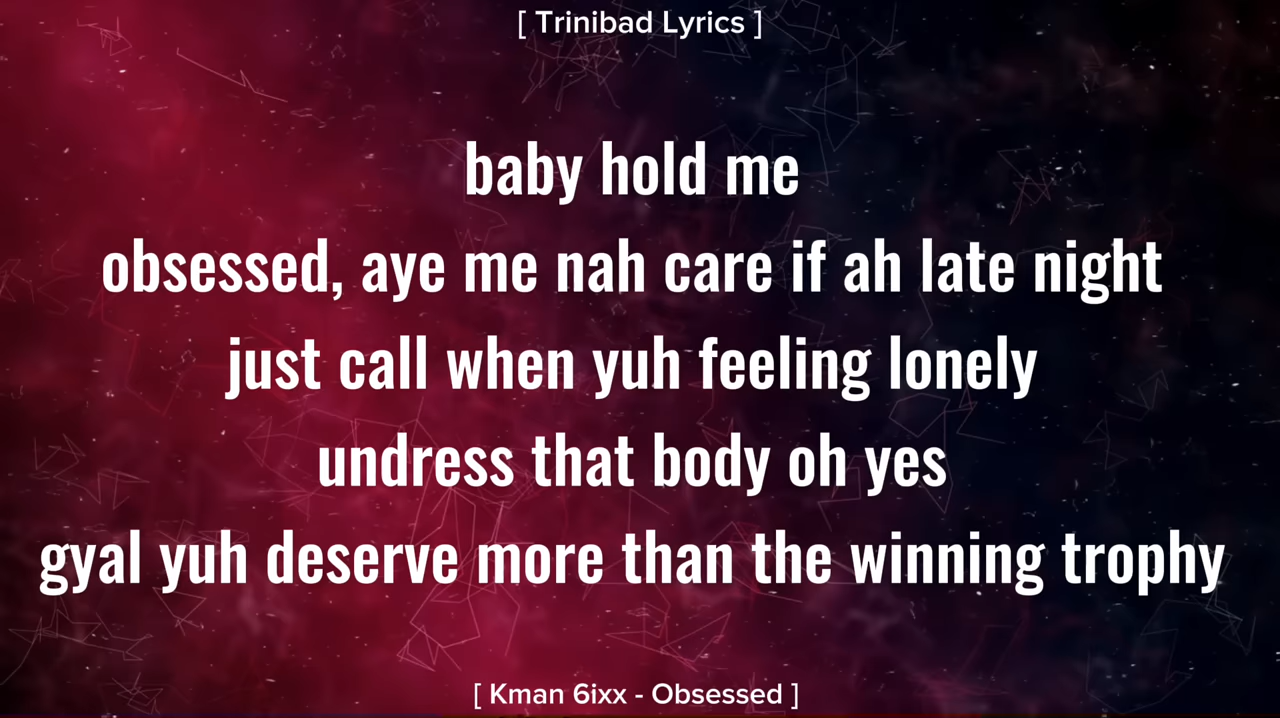 [ Trinibad Lyrics ]
baby hold me
obsessed, aye me nah care if ah late night
just call when yuh feeling lonely
undress that body oh yes
gyal yuh deserve more than the winning trophy
[ Kman 6ixx - Obsessed ]